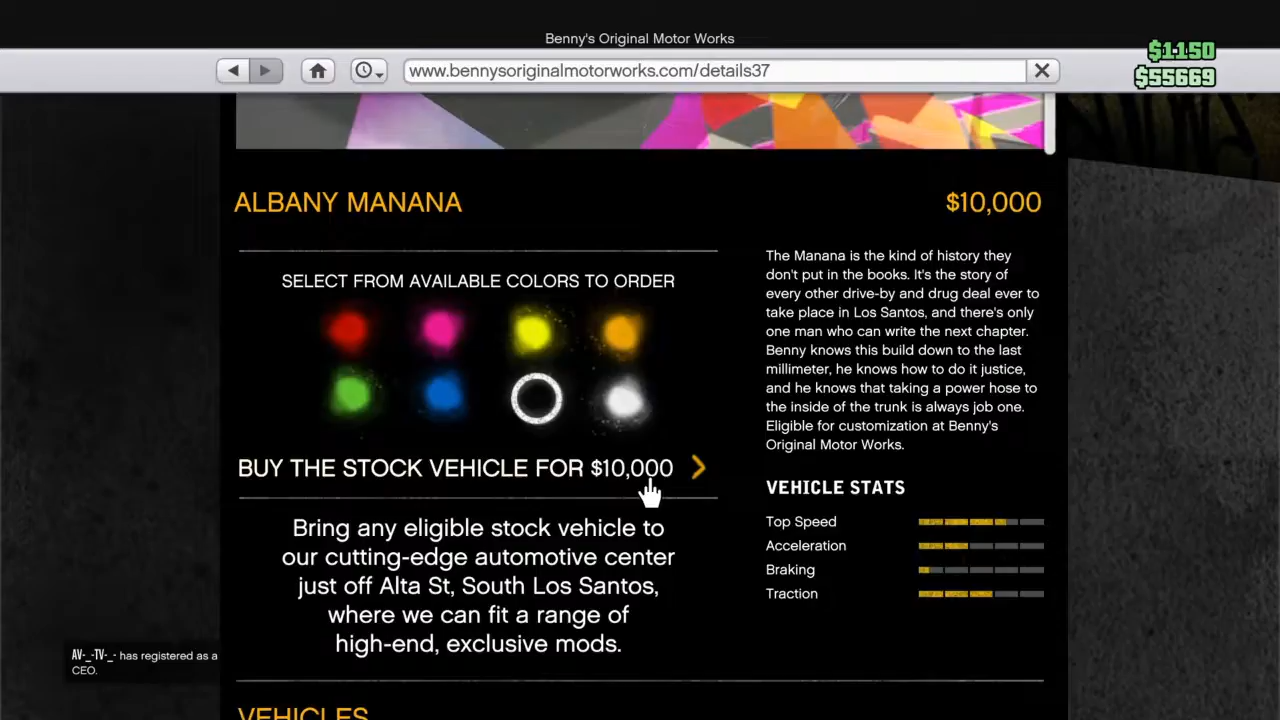 Benny's Original Motor Works
$1150
www.bennysoriginalmotorworks.com/details37
$55669
ALBANY MANANA
$10,000
SELECT FROM AVAILABLE COLORS TO ORDER
BUY THE STOCK VEHICLE FOR $10,000
Bring any eligible stock vehicle to
our cutting-edge automotive center
just off Alta St, South Los Santos,
where we can fit a range of
high-end, exclusive mods.
The Manana is the kind of history they
don't put in the books. It's the story of
every other drive-by and drug deal ever to
take place in Los Santos, and there's only
one man who can write the next chapter.
Benny knows this build down to the last
millimeter, he knows how to do it justice,
and he knows that taking a power hose to
the inside of the trunk is always job one.
Eligible for customization at Benny's
Original Motor Works.
VEHICLE STATS
Top Speed
Acceleration
Braking
Traction
AV-_-TV-_- has registered as a
CEO.
VEHICLES